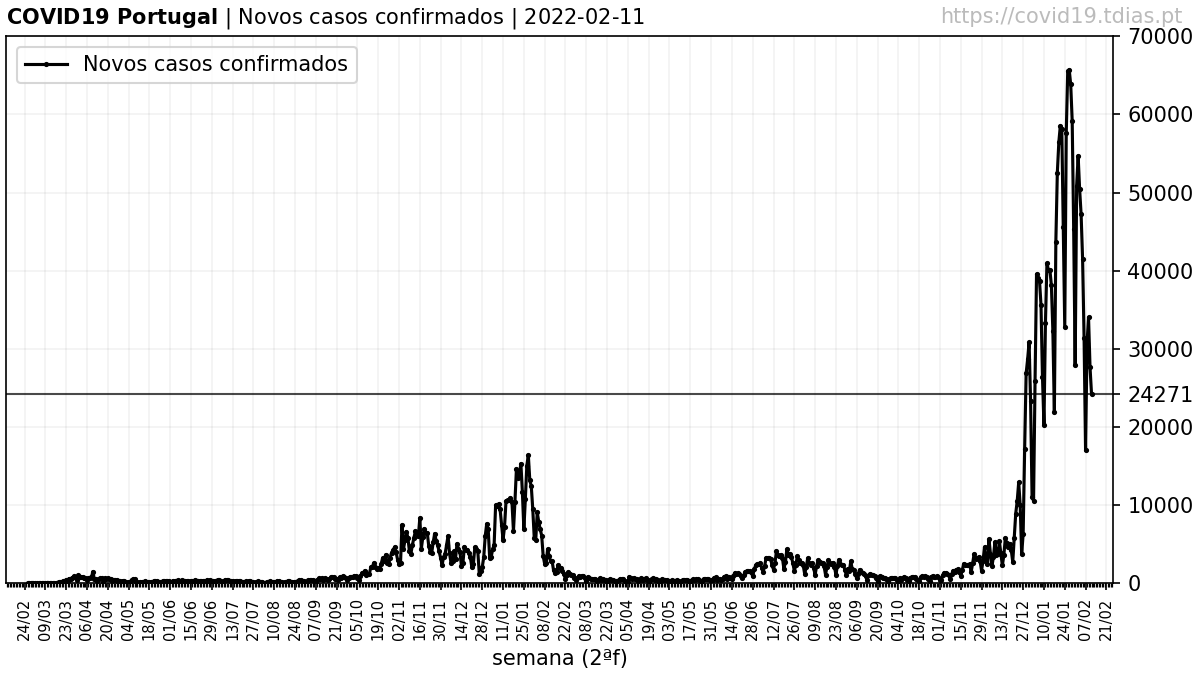 COVID19 Portugal | Novos casos confirmados | 2022-02-11
https://covid19.tdias.pt
Novos casos confirmados
70000
60000
50000
40000
30000
24271
20000
10000
0
24/02 09/03 23/03 06/04 20/04 04/05 18/05 01/06 15/06 29/06 13/07 27/07 10/08 24/08 07/09 21/09 05/10 19/10 02/11 16/11 30/11 14/12 28/12 11/01 25/01 08/02 22/02 08/03 22/03 05/04 19/04 03/05 17/05 31/05 14/06 28/06 12/07 26/07 09/08 23/08 06/09 20/09 04/10 18/10 01/11 15/11 29/11 13/12 27/12 10/01 24/01 07/02 21/02
semana (2ªf)